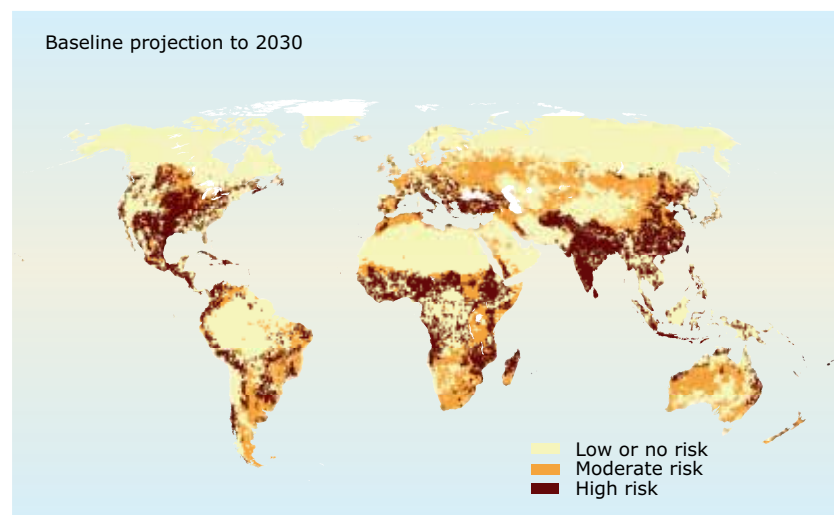 Baseline projection to 2030
Low or no risk
Moderate risk
High risk